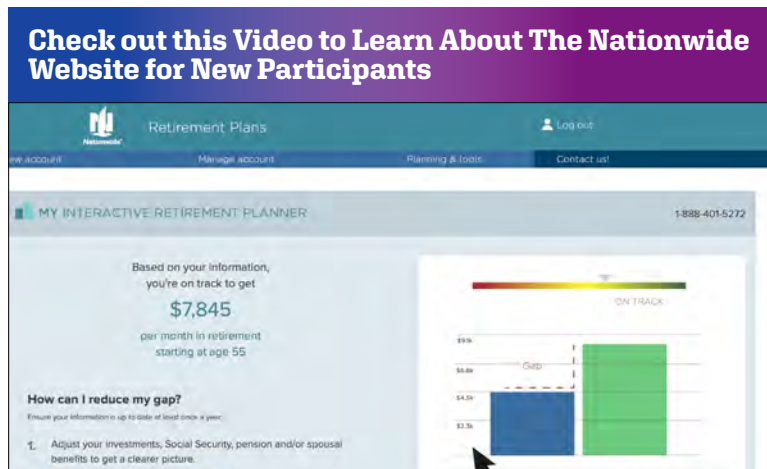 Check out this Video to Learn About The Nationwide
Website for New Participants
Nationwide
Retirement Plans
Log out
ew account
Manage account
Planning & tools
Contact us!
MY INTERACTIVE RETIREMENT PLANNER
1-888-401-5272
Based on your information,
you're on track to get
$7,845
per month in retirement
starting at age 55
ON TRACK
Gap
$4.5k
How can I reduce my gap?
Ensure your information is up to date at least once a year.
1. Adjust your investments, Social Security, pension and/or spousal
benefits to get a clearer picture.